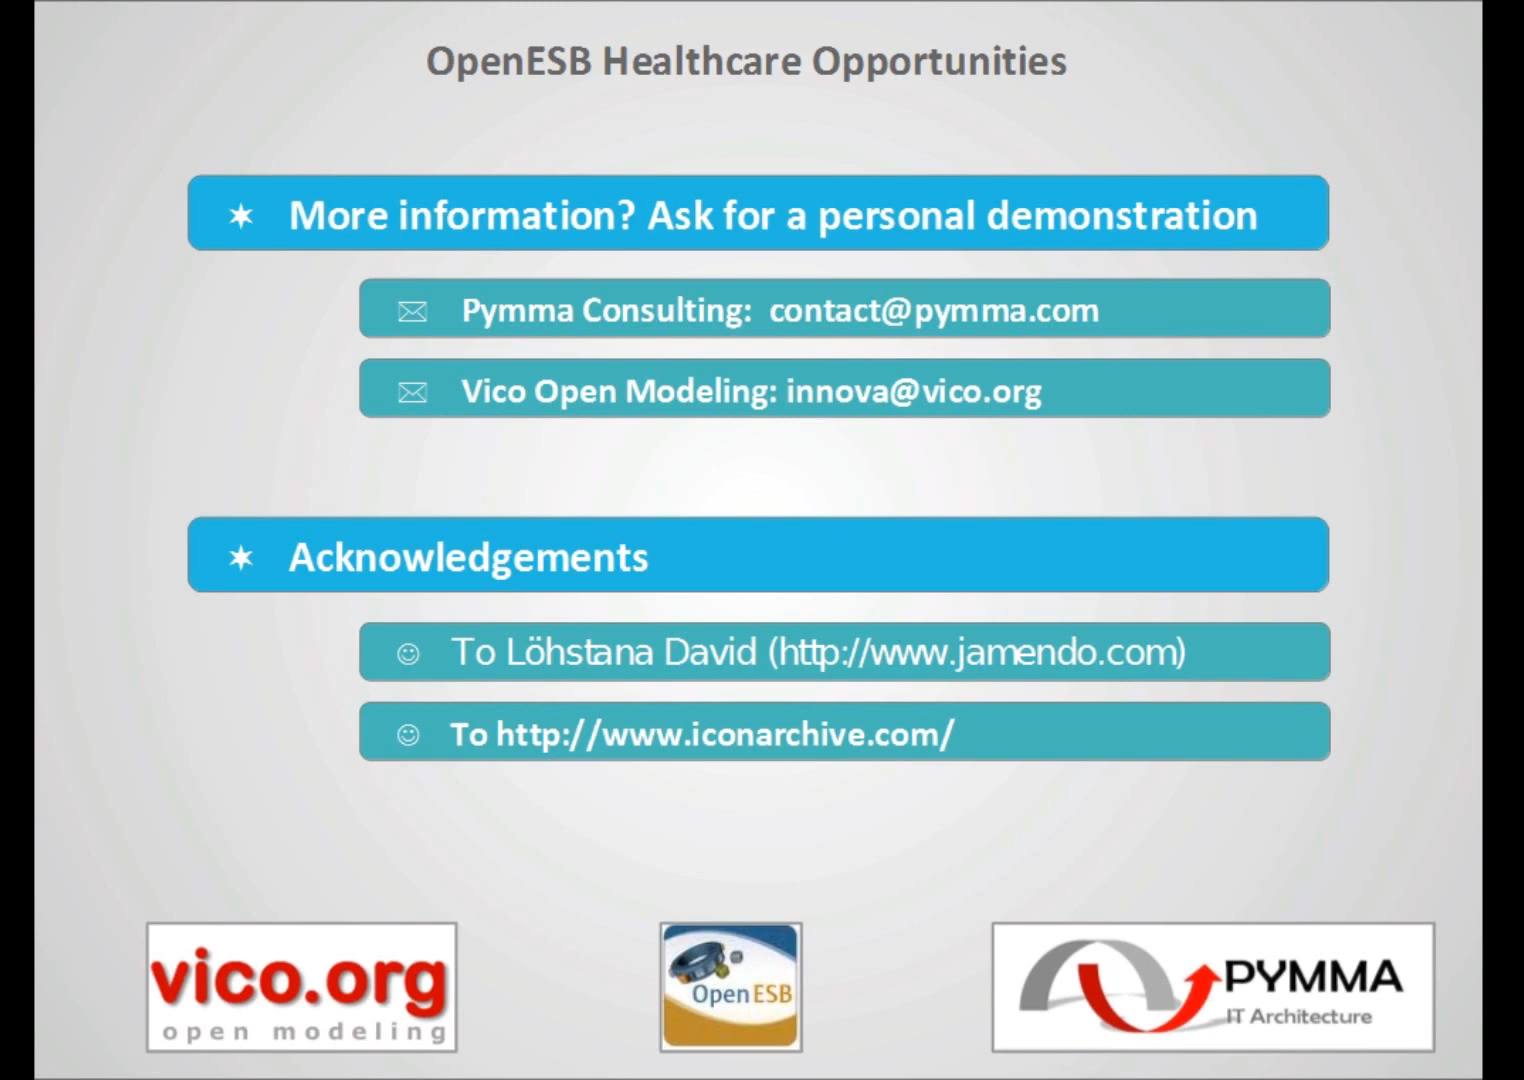 OpenESB Healthcare Opportunities
✶ More information? Ask for a personal demonstration
✉ Pymma Consulting: contact@pymma.com
✉ Vico Open Modeling: innova@vico.org
✶ Acknowledgements
☺ To Löhstana David (http://www.jamendo.com)
☺ To http://www.iconarchive.com/
vico.org
open modeling
Open ESB
PYMMA
IT Architecture